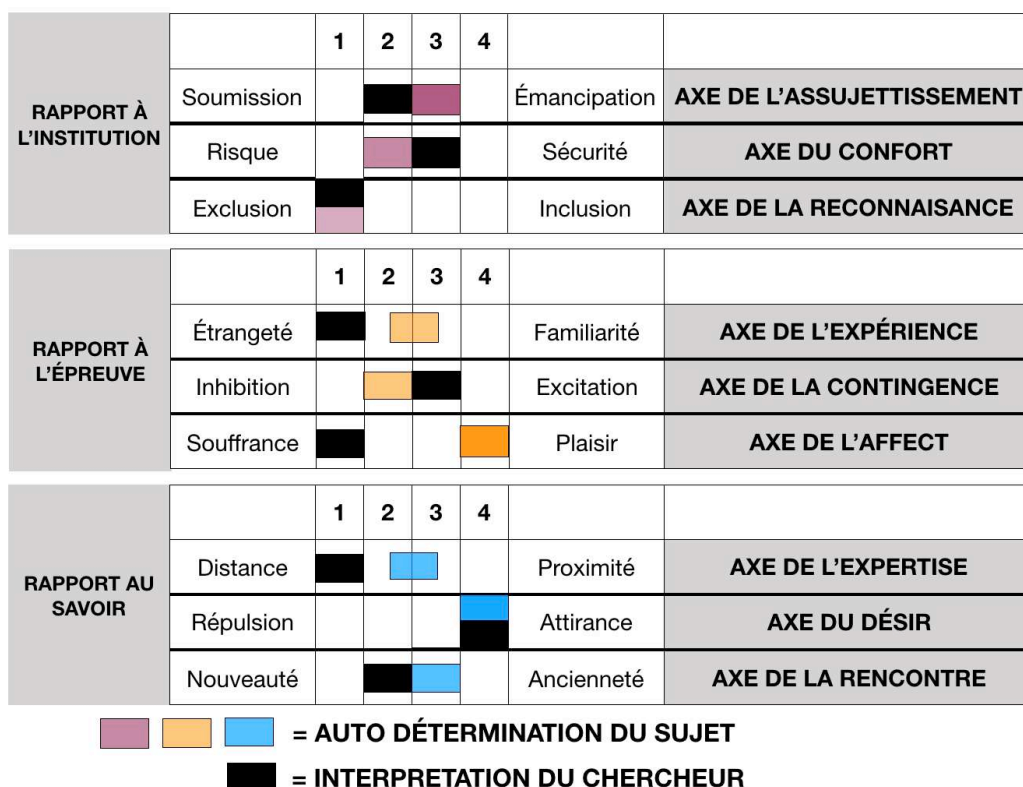 1 2 3 4
RAPPORT À
L'INSTITUTION
Soumission Émancipation AXE DE L'ASSUJETTISSEMENT
Risque Sécurité AXE DU CONFORT
Exclusion Inclusion AXE DE LA RECONNAISANCE
1 2 3 4
RAPPORT À
L'ÉPREUVE
Étrangeté Familiarité AXE DE L'EXPÉRIENCE
Inhibition Excitation AXE DE LA CONTINGENCE
Souffrance Plaisir AXE DE L'AFFECT
1 2 3 4
RAPPORT AU
SAVOIR
Distance Proximité AXE DE L'EXPERTISE
Répulsion Attirance AXE DU DÉSIR
Nouveauté Ancienneté AXE DE LA RENCONTRE
= AUTO DÉTERMINATION DU SUJET
= INTERPRETATION DU CHERCHEUR